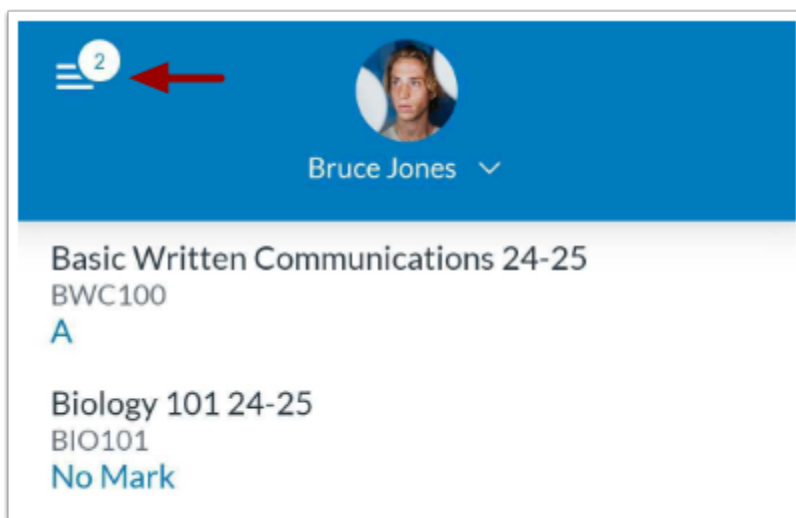 2
Bruce Jones
Basic Written Communications 24-25
BWC100
A
Biology 101 24-25
BIO101
No Mark